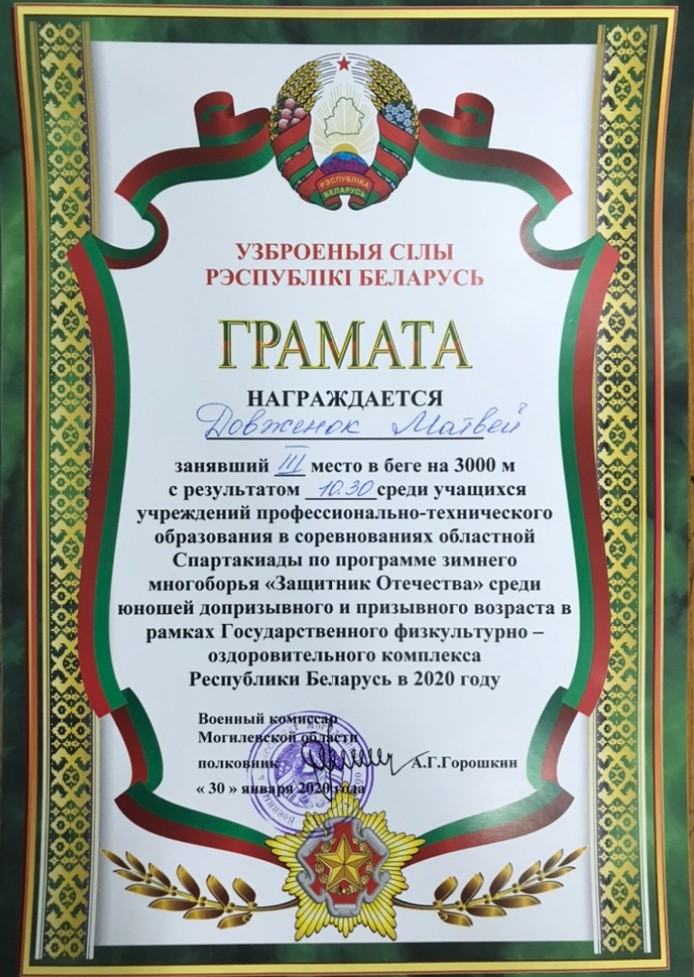 РЭСПУБЛІКА
БЕЛАРУСЬ
УЗБРОЕНЫЯ СІЛЫ
РЭСПУБЛІКІ БЕЛАРУСЬ
ГРАМАТА
НАГРАЖДАЕТСЯ
Довженок Матвей
занявший III место в беге на 3000 м
с результатом 10.30 среди учащихся
учреждений профессионально-технического
образования в соревнованиях областной
Спартакиады по программе зимнего
многоборья «Защитник Отечества» среди
юношей допризывного и призывного возраста в
рамках Государственного физкультурно –
оздоровительного комплекса
Республики Беларусь в 2020 году
Военный комиссар
Могилевской области
полковник А.Г.Горошкин
« 30 » января 2020 года